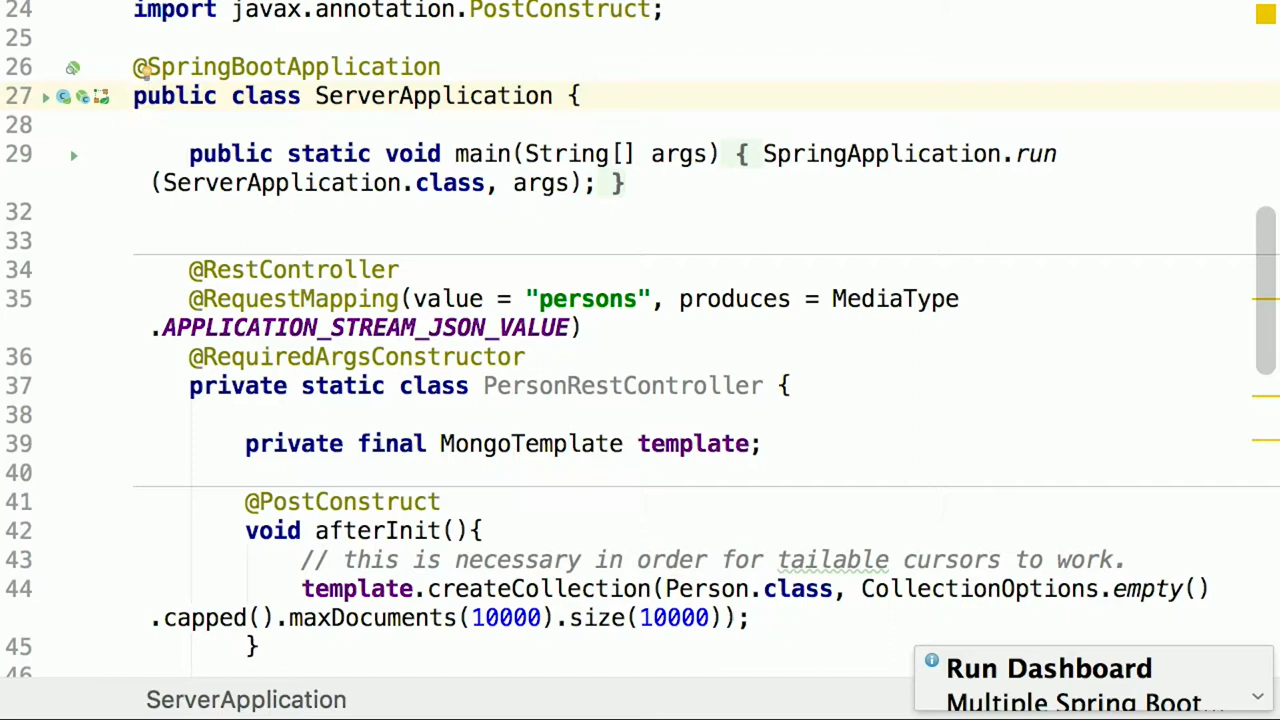 24 import javax.annotation.PostConstruct;
25
26 @SpringBootApplication
27 public class ServerApplication {
28
29 public static void main(String[] args) { SpringApplication.run
(ServerApplication.class, args); }
32
33
34 @RestController
35 @RequestMapping(value = "persons", produces = MediaType
.APPLICATION_STREAM_JSON_VALUE)
36 @RequiredArgsConstructor
37 private static class PersonRestController {
38
39 private final MongoTemplate template;
40
41 @PostConstruct
42 void afterInit(){
43 // this is necessary in order for tailable cursors to work.
44 template.createCollection(Person.class, CollectionOptions.empty()
.capped().maxDocuments(10000).size(10000));
45 }
46
Run Dashboard
Multiple Spring Boot...
ServerApplication